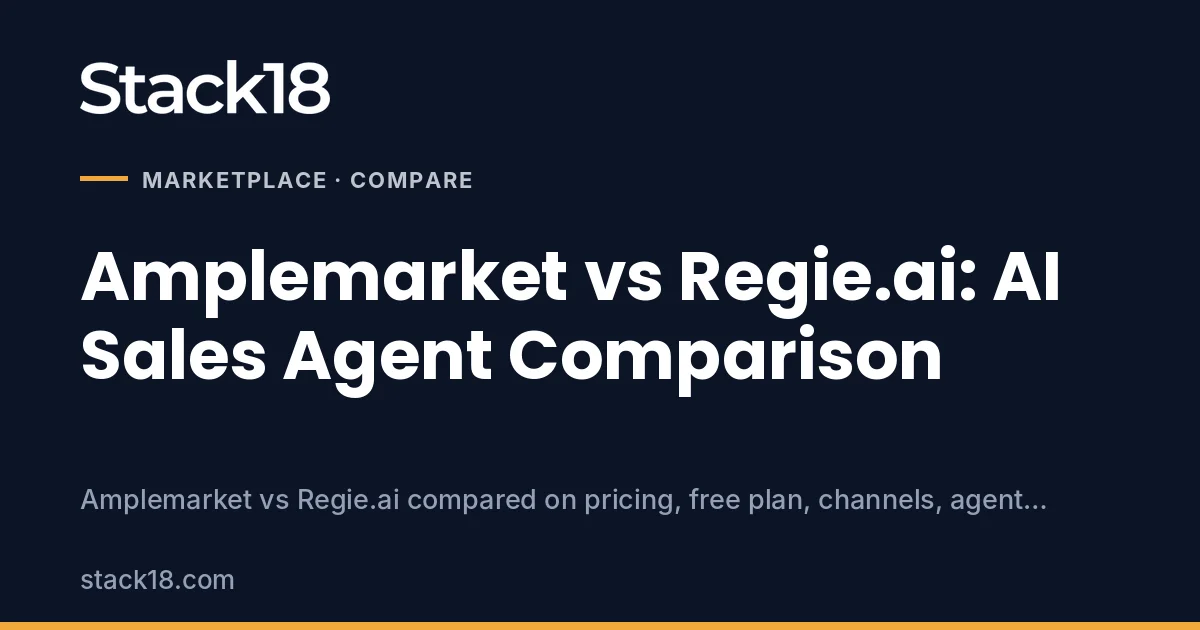 Stack18
MARKETPLACE · COMPARE
Amplemarket vs Regie.ai: AI
Sales Agent Comparison
Amplemarket vs Regie.ai compared on pricing, free plan, channels, agent...
stack18.com